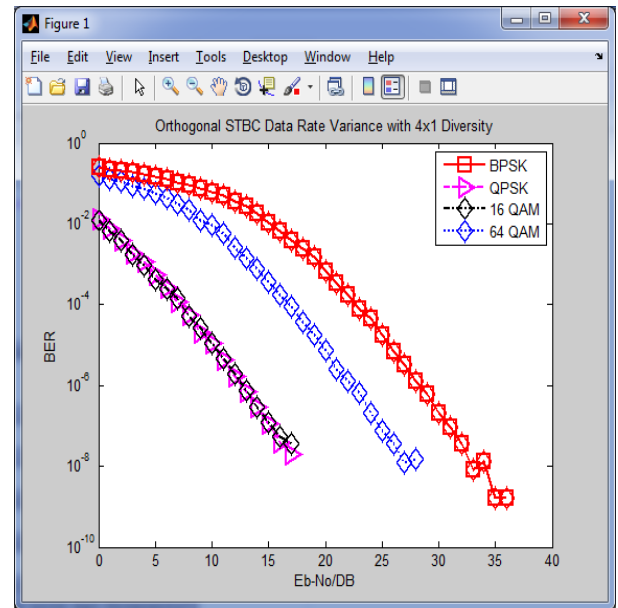 Figure 1
File Edit View Insert Tools Desktop Window Help
Orthogonal STBC Data Rate Variance with 4x1 Diversity
BPSK
QPSK
16 QAM
64 QAM
BER
10^0
10^-2
10^-4
10^-6
10^-8
10^-10
0 5 10 15 20 25 30 35 40
Eb-No/DB